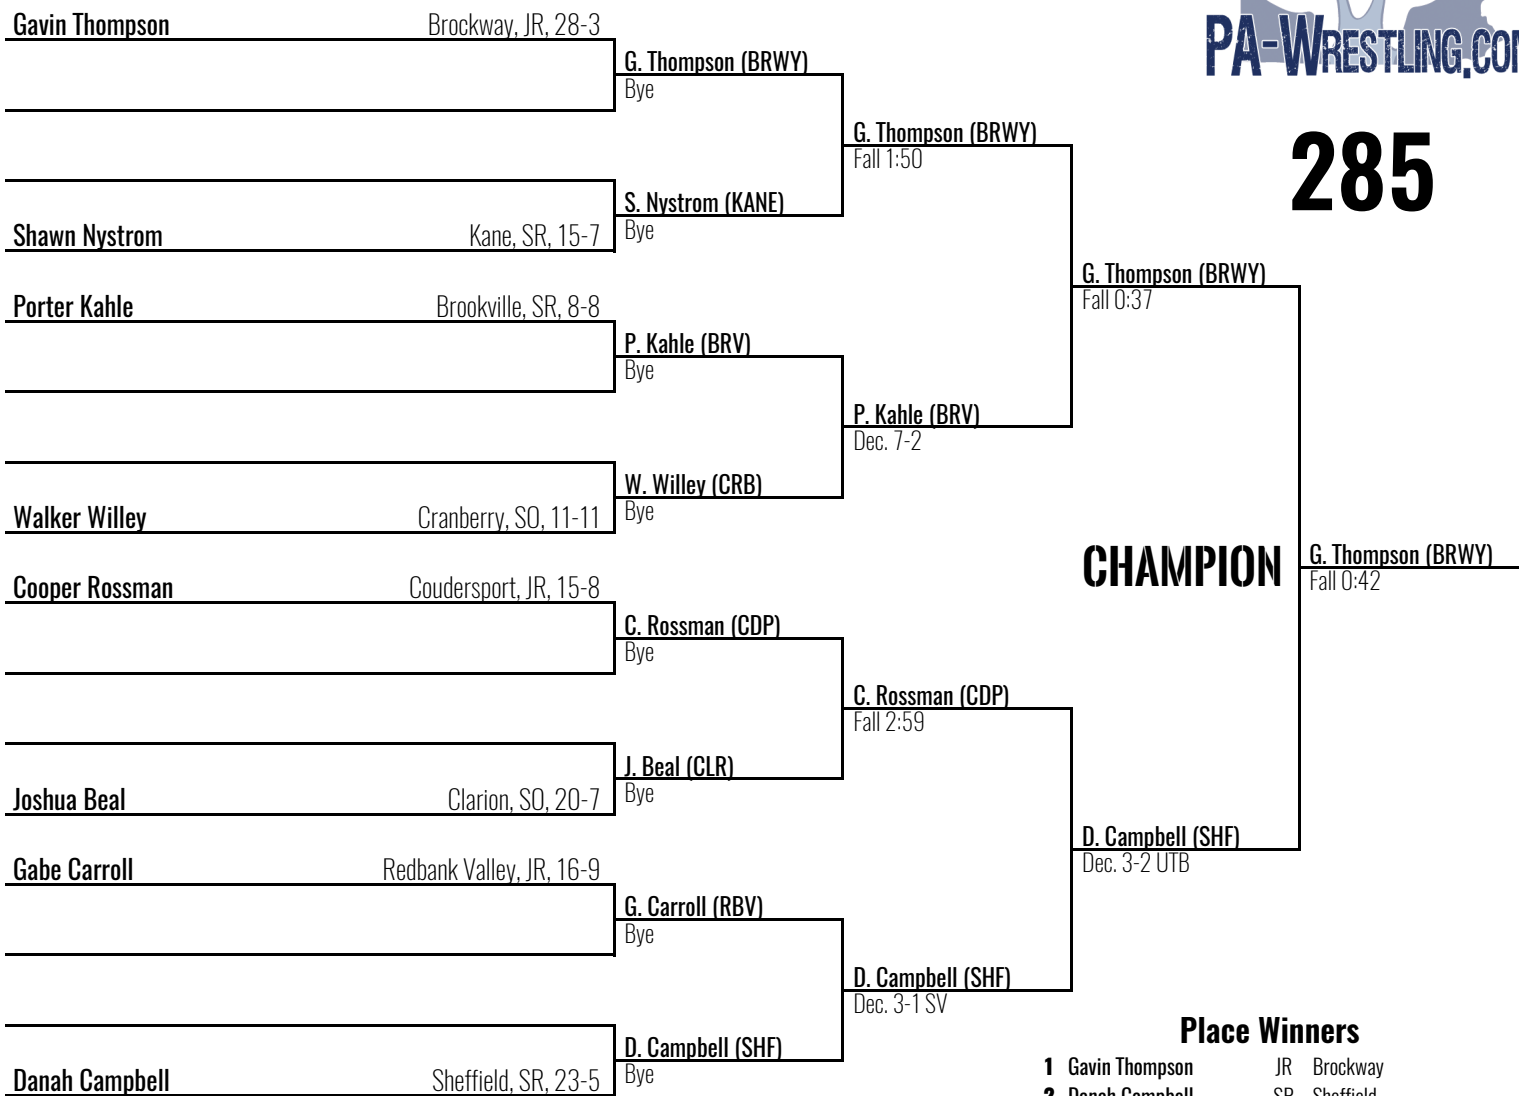 Gavin Thompson Brockway, JR, 28-3
G. Thompson (BRWY)
Bye
PA-WRESTLING.COM
G. Thompson (BRWY)
Fall 1:50
285
S. Nystrom (KANE)
Shawn Nystrom Kane, SR, 15-7
Bye
G. Thompson (BRWY)
Fall 0:37
Porter Kahle Brookville, SR, 8-8
P. Kahle (BRV)
Bye
P. Kahle (BRV)
Dec. 7-2
W. Willey (CRB)
Walker Willey Cranberry, SO, 11-11
Bye
CHAMPION
G. Thompson (BRWY)
Fall 0:42
Cooper Rossman Coudersport, JR, 15-8
C. Rossman (CDP)
Bye
C. Rossman (CDP)
Fall 2:59
J. Beal (CLR)
Joshua Beal Clarion, SO, 20-7
Bye
D. Campbell (SHF)
Dec. 3-2 UTB
Gabe Carroll Redbank Valley, JR, 16-9
G. Carroll (RBV)
Bye
D. Campbell (SHF)
Dec. 3-1 SV
D. Campbell (SHF)
Danah Campbell Sheffield, SR, 23-5
Bye
Place Winners
1 Gavin Thompson JR Brockway
2 Danah Campbell SR Sheffield